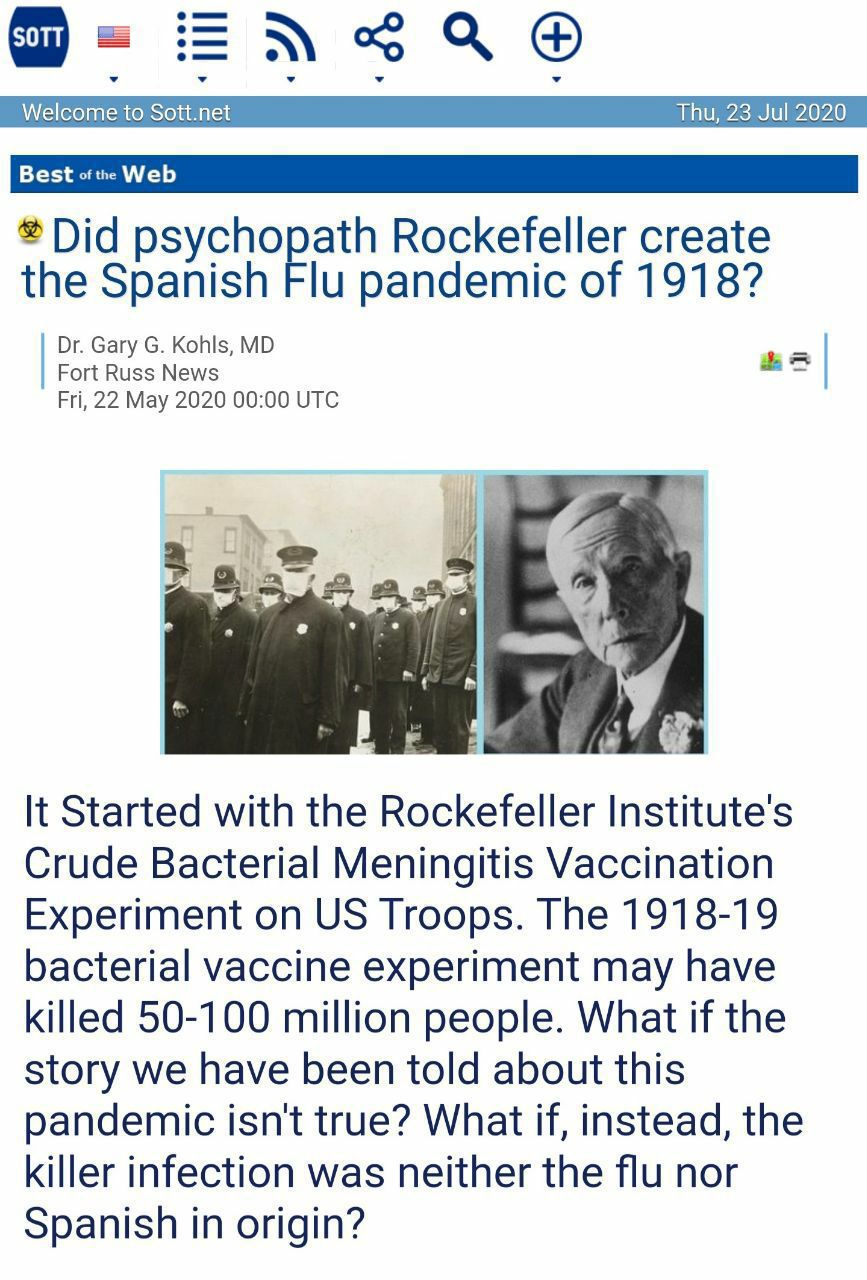 SOTT
Welcome to Sott.net
Thu, 23 Jul 2020
Best of the Web
Did psychopath Rockefeller create
the Spanish Flu pandemic of 1918?
Dr. Gary G. Kohls, MD
Fort Russ News
Fri, 22 May 2020 00:00 UTC
It Started with the Rockefeller Institute's
Crude Bacterial Meningitis Vaccination
Experiment on US Troops. The 1918-19
bacterial vaccine experiment may have
killed 50-100 million people. What if the
story we have been told about this
pandemic isn't true? What if, instead, the
killer infection was neither the flu nor
Spanish in origin?